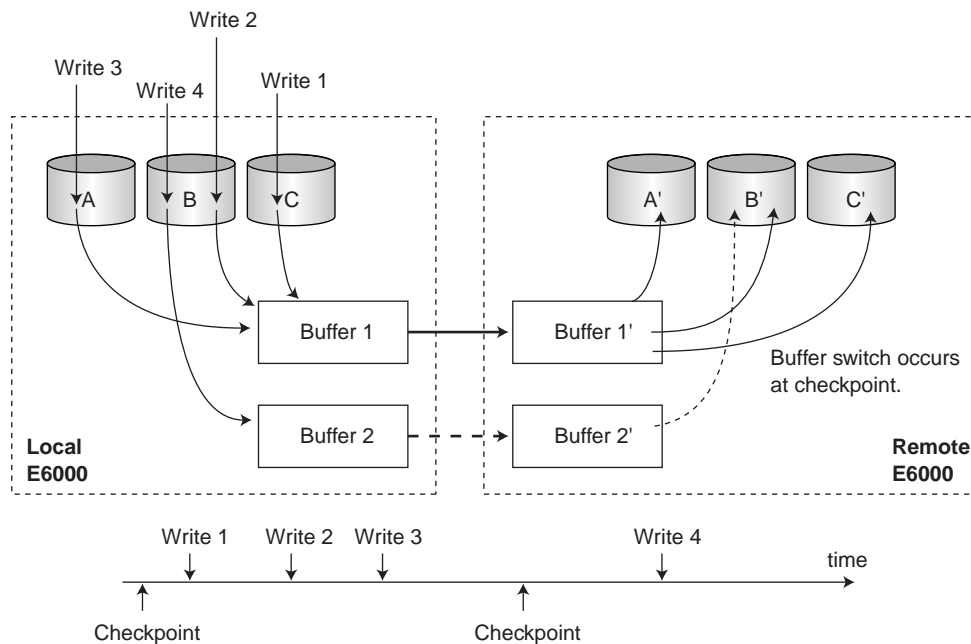 Write 2
Write 3
Write 4
Write 1
A
B
C
A'
B'
C'
Buffer 1
Buffer 1'
Buffer switch occurs
at checkpoint.
Buffer 2
Buffer 2'
Local
E6000
Remote
E6000
Write 1
Write 2
Write 3
Write 4
time
Checkpoint
Checkpoint